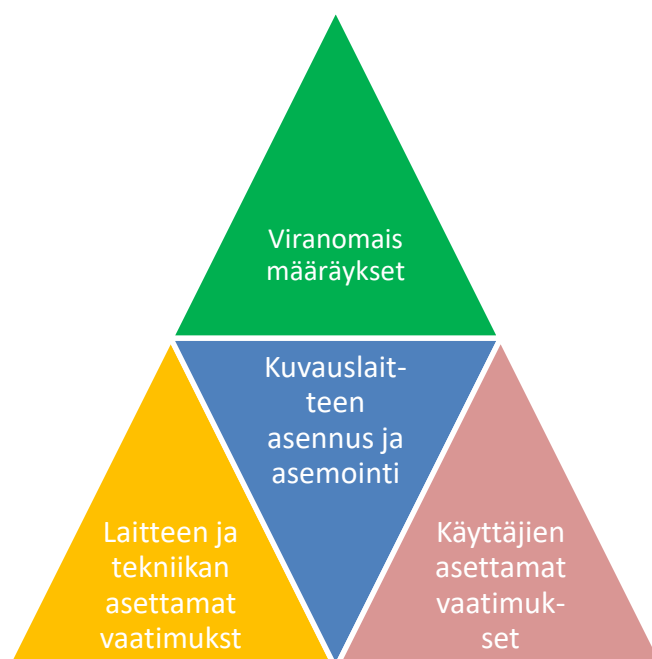 Viranomais
määräykset
Kuvauslait-
teen
asennus ja
asemointi
Laitteen ja
tekniikan
asettamat
vaatimukst
Käyttäjien
asettamat
vaatimuk-
set